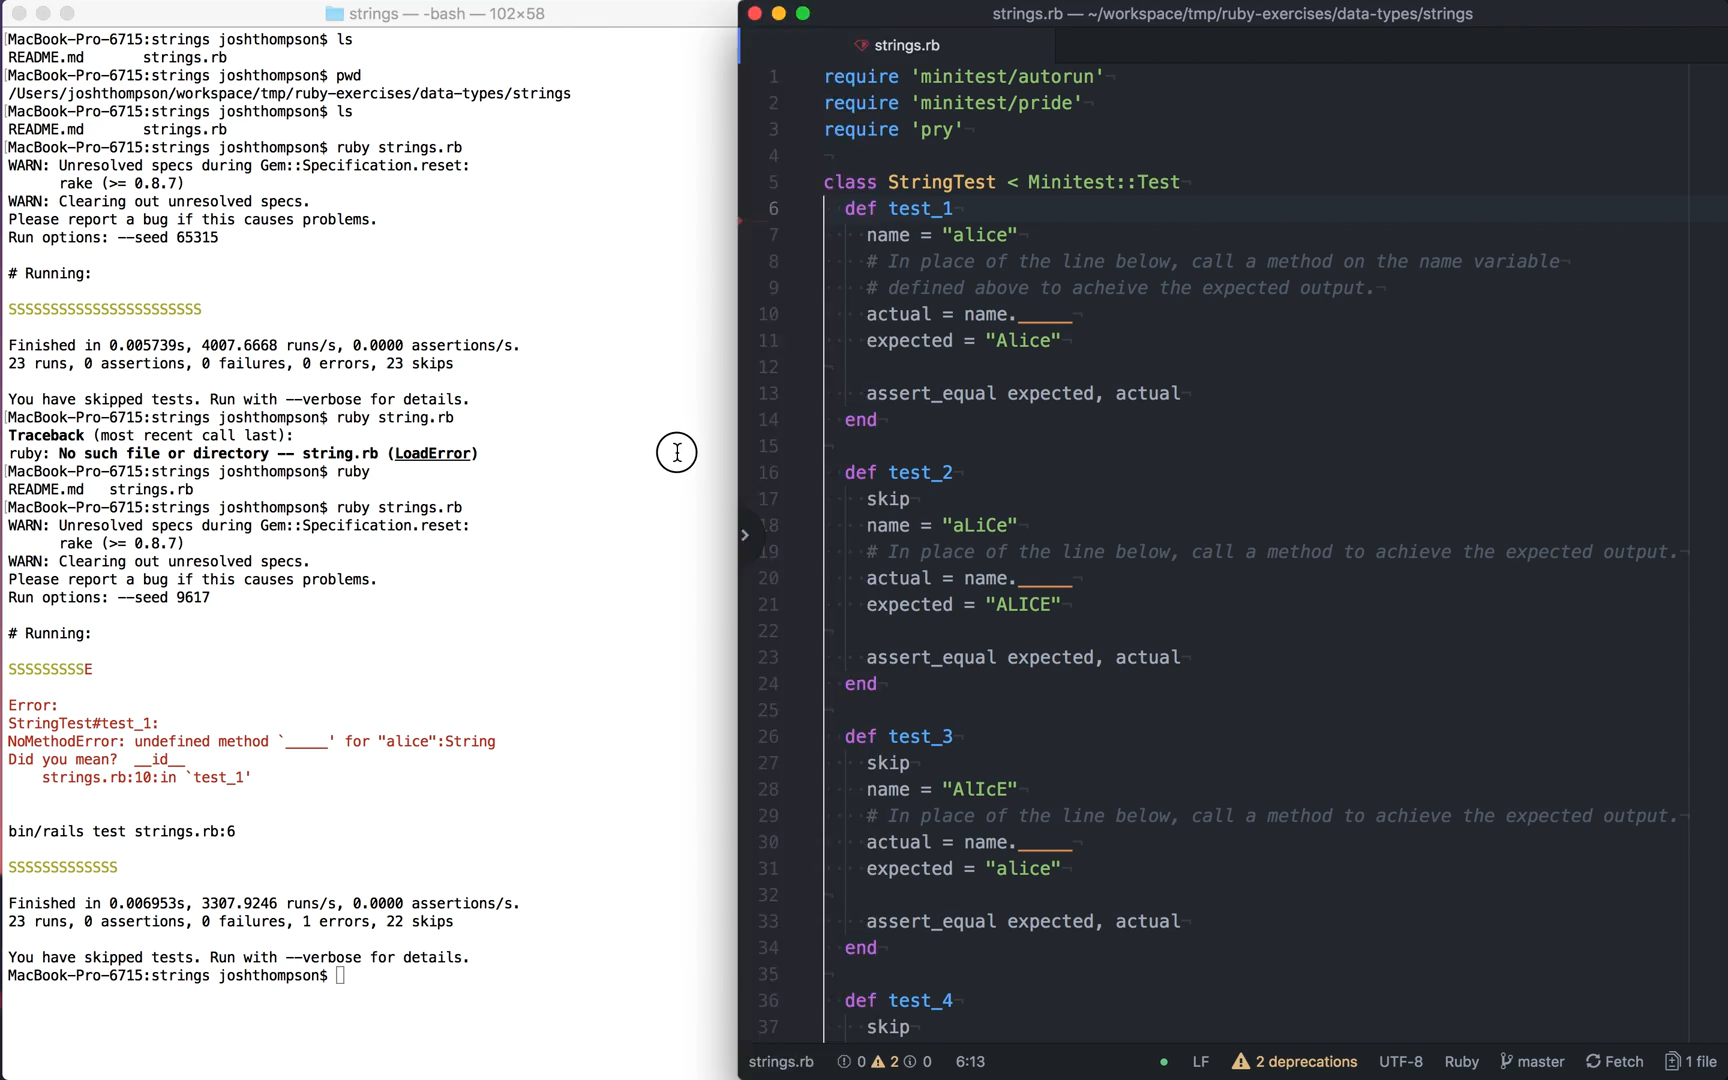 strings — -bash — 102×58
MacBook-Pro-6715:strings joshthompson$ ls
README.md strings.rb
MacBook-Pro-6715:strings joshthompson$ pwd
/Users/joshthompson/workspace/tmp/ruby-exercises/data-types/strings
MacBook-Pro-6715:strings joshthompson$ ls
README.md strings.rb
MacBook-Pro-6715:strings joshthompson$ ruby strings.rb
WARN: Unresolved specs during Gem::Specification.reset:
rake (>= 0.8.7)
WARN: Clearing out unresolved specs.
Please report a bug if this causes problems.
Run options: --seed 65315
# Running:
SSSSSSSSSSSSSSSSSSSSSSS
Finished in 0.005739s, 4007.6668 runs/s, 0.0000 assertions/s.
23 runs, 0 assertions, 0 failures, 0 errors, 23 skips
You have skipped tests. Run with --verbose for details.
MacBook-Pro-6715:strings joshthompson$ ruby string.rb
Traceback (most recent call last):
ruby: No such file or directory -- string.rb (LoadError)
MacBook-Pro-6715:strings joshthompson$ ruby
README.md strings.rb
MacBook-Pro-6715:strings joshthompson$ ruby strings.rb
WARN: Unresolved specs during Gem::Specification.reset:
rake (>= 0.8.7)
WARN: Clearing out unresolved specs.
Please report a bug if this causes problems.
Run options: --seed 9617
# Running:
SSSSSSSSSE
Error:
StringTest#test_1:
NoMethodError: undefined method `_____' for "alice":String
Did you mean? __id__
strings.rb:10:in `test_1'
bin/rails test strings.rb:6
SSSSSSSSSSSSS
Finished in 0.006953s, 3307.9246 runs/s, 0.0000 assertions/s.
23 runs, 0 assertions, 0 failures, 1 errors, 22 skips
You have skipped tests. Run with --verbose for details.
MacBook-Pro-6715:strings joshthompson$
strings.rb — ~/workspace/tmp/ruby-exercises/data-types/strings
strings.rb
1 require 'minitest/autorun'
2 require 'minitest/pride'
3 require 'pry'
4
5 class StringTest < Minitest::Test
6 def test_1
7 name = "alice"
8 # In place of the line below, call a method on the name variable
9 # defined above to acheive the expected output.
10 actual = name._____
11 expected = "Alice"
12
13 assert_equal expected, actual
14 end
15
16 def test_2
17 skip
18 name = "aLiCe"
19 # In place of the line below, call a method to achieve the expected output.
20 actual = name._____
21 expected = "ALICE"
22
23 assert_equal expected, actual
24 end
25
26 def test_3
27 skip
28 name = "AlIcE"
29 # In place of the line below, call a method to achieve the expected output.
30 actual = name._____
31 expected = "alice"
32
33 assert_equal expected, actual
34 end
35
36 def test_4
37 skip
strings.rb 0 2 0 6:13 LF 2 deprecations UTF-8 Ruby master Fetch 1 file